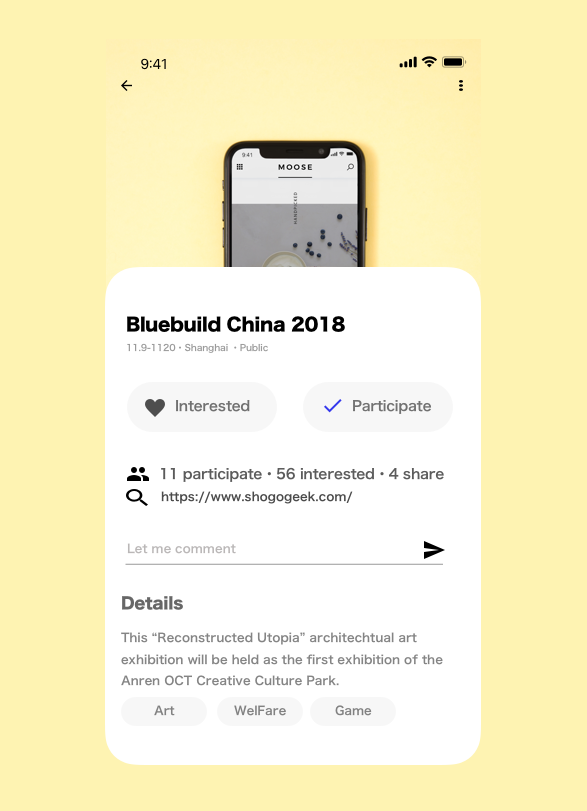 9:41
9:41
MOOSE
HANDPICKED
Bluebuild China 2018
11.9-1120・Shanghai ・Public
Interested
Participate
11 participate・56 interested・4 share
https://www.shogogeek.com/
Let me comment
Details
This “Reconstructed Utopia” architechtual art
exhibition will be held as the first exhibition of the
Anren OCT Creative Culture Park.
Art
WelFare
Game